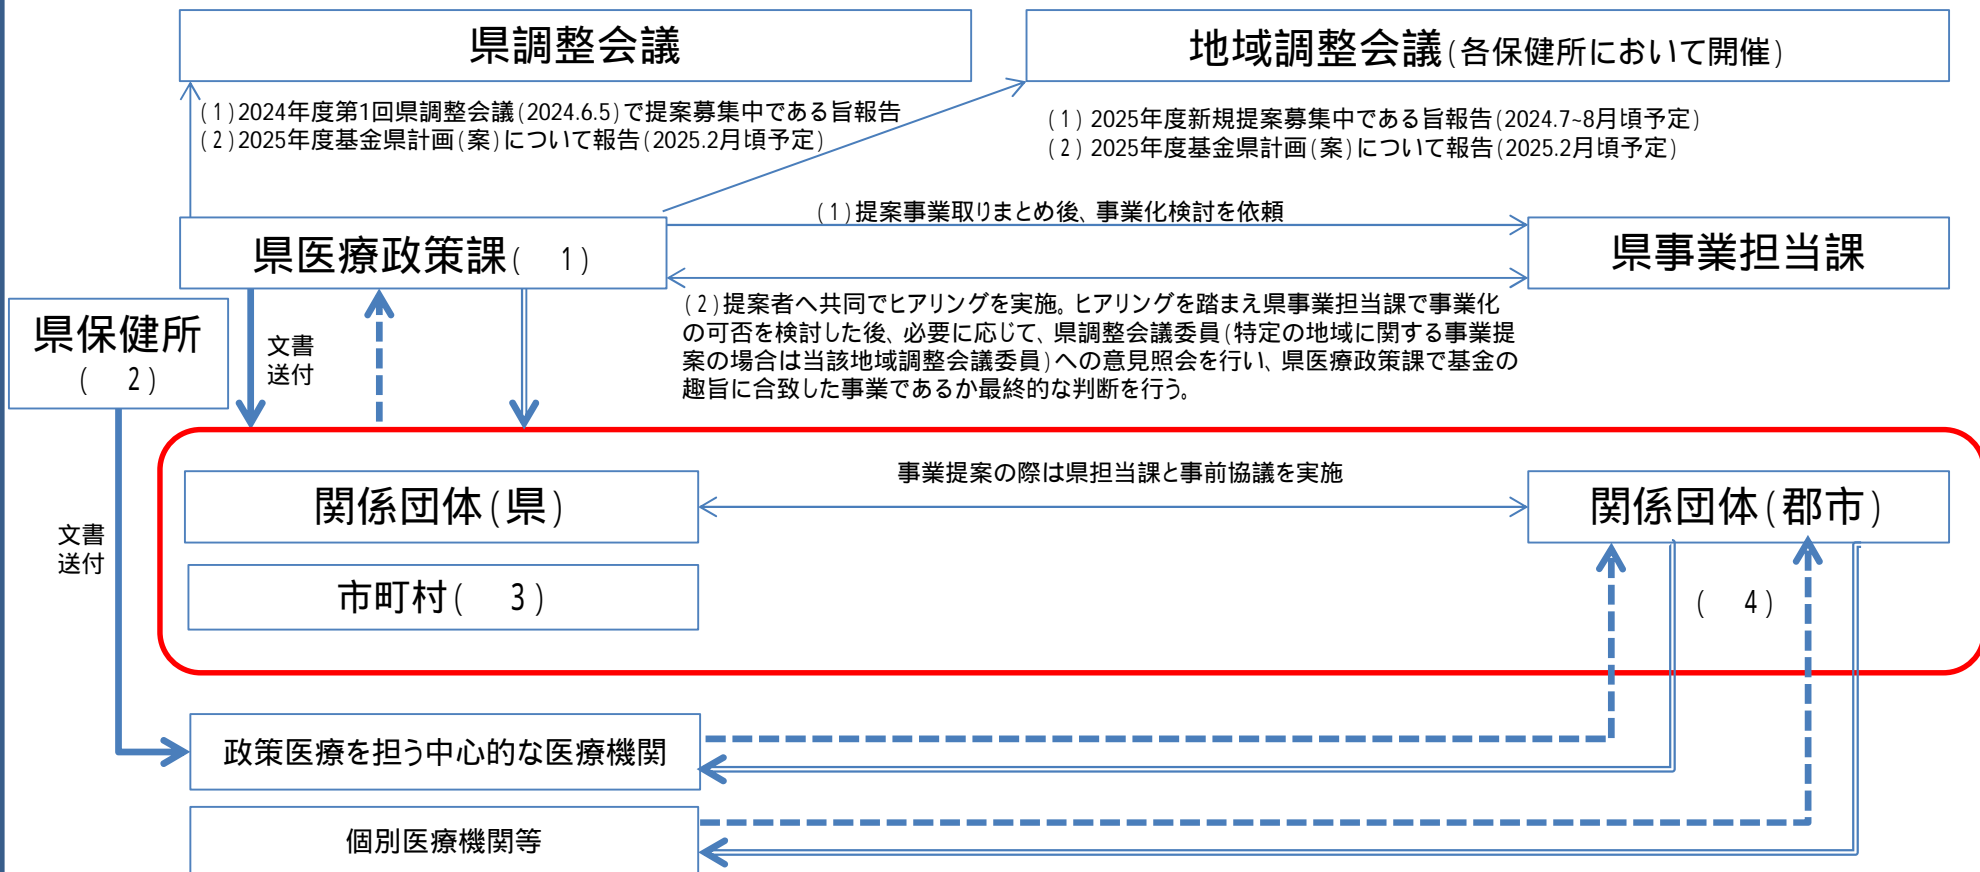 県調整会議
地域調整会議(各保健所において開催)
(1)2024年度第1回県調整会議(2024.6.5)で提案募集中である旨報告
(2)2025年度基金県計画(案)について報告(2025.2月頃予定)
(1)2025年度新規提案募集中である旨報告(2024.7~8月頃予定)
(2)2025年度基金県計画(案)について報告(2025.2月頃予定)
(1)提案事業取りまとめ後、事業化検討を依頼
県医療政策課(　1)
県事業担当課
(2)提案者へ共同でヒアリングを実施。ヒアリングを踏まえ県事業担当課で事業化
の可否を検討した後、必要に応じて、県調整会議委員(特定の地域に関する事業提
案の場合は当該地域調整会議委員)への意見照会を行い、県医療政策課で基金の
趣旨に合致した事業であるか最終的な判断を行う。
県保健所
(　2)
文書
送付
事業提案の際は県担当課と事前協議を実施
関係団体(県)
関係団体(郡市)
文書
送付
市町村(　3)
(　4)
政策医療を担う中心的な医療機関
個別医療機関等